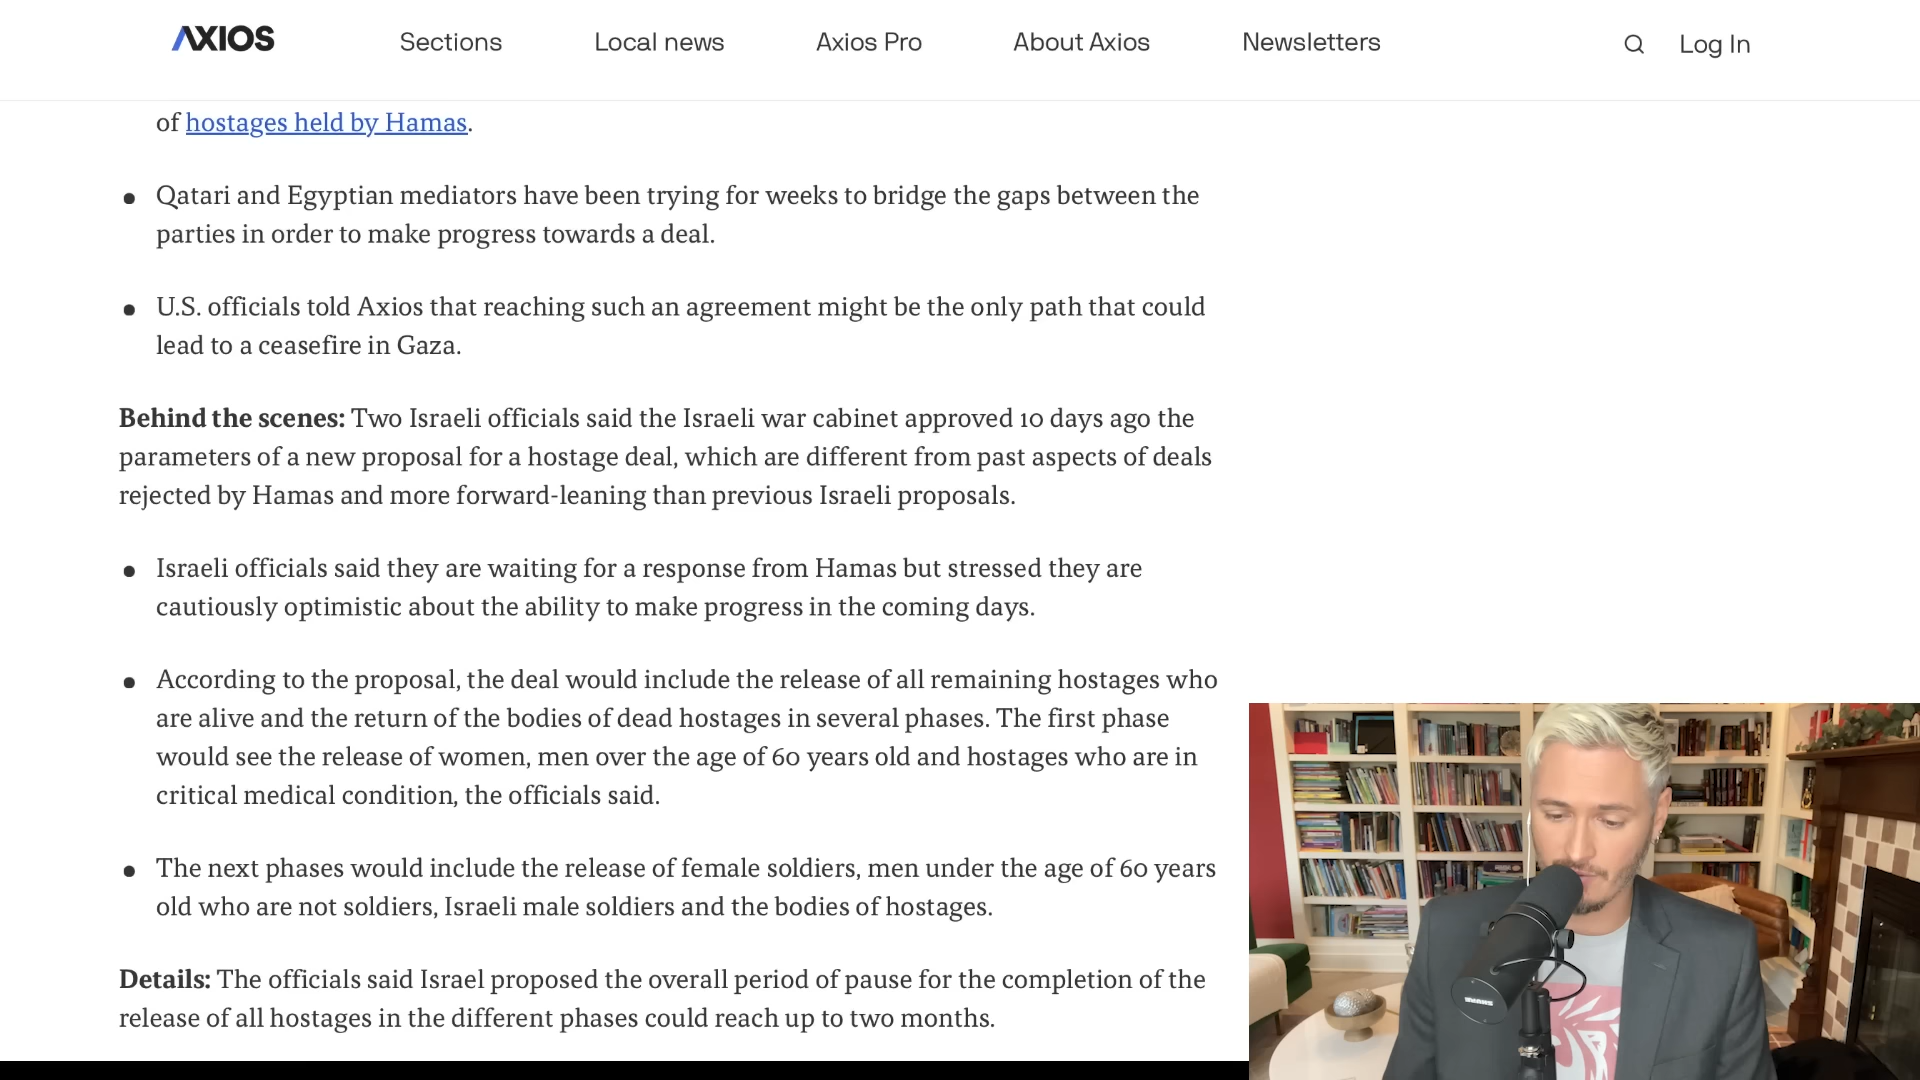 AXIOS Sections Local news Axios Pro About Axios Newsletters Log In
of hostages held by Hamas.
• Qatari and Egyptian mediators have been trying for weeks to bridge the gaps between the
parties in order to make progress towards a deal.
• U.S. officials told Axios that reaching such an agreement might be the only path that could
lead to a ceasefire in Gaza.
Behind the scenes: Two Israeli officials said the Israeli war cabinet approved 10 days ago the
parameters of a new proposal for a hostage deal, which are different from past aspects of deals
rejected by Hamas and more forward-leaning than previous Israeli proposals.
• Israeli officials said they are waiting for a response from Hamas but stressed they are
cautiously optimistic about the ability to make progress in the coming days.
• According to the proposal, the deal would include the release of all remaining hostages who
are alive and the return of the bodies of dead hostages in several phases. The first phase
would see the release of women, men over the age of 60 years old and hostages who are in
critical medical condition, the officials said.
• The next phases would include the release of female soldiers, men under the age of 60 years
old who are not soldiers, Israeli male soldiers and the bodies of hostages.
Details: The officials said Israel proposed the overall period of pause for the completion of the
release of all hostages in the different phases could reach up to two months.